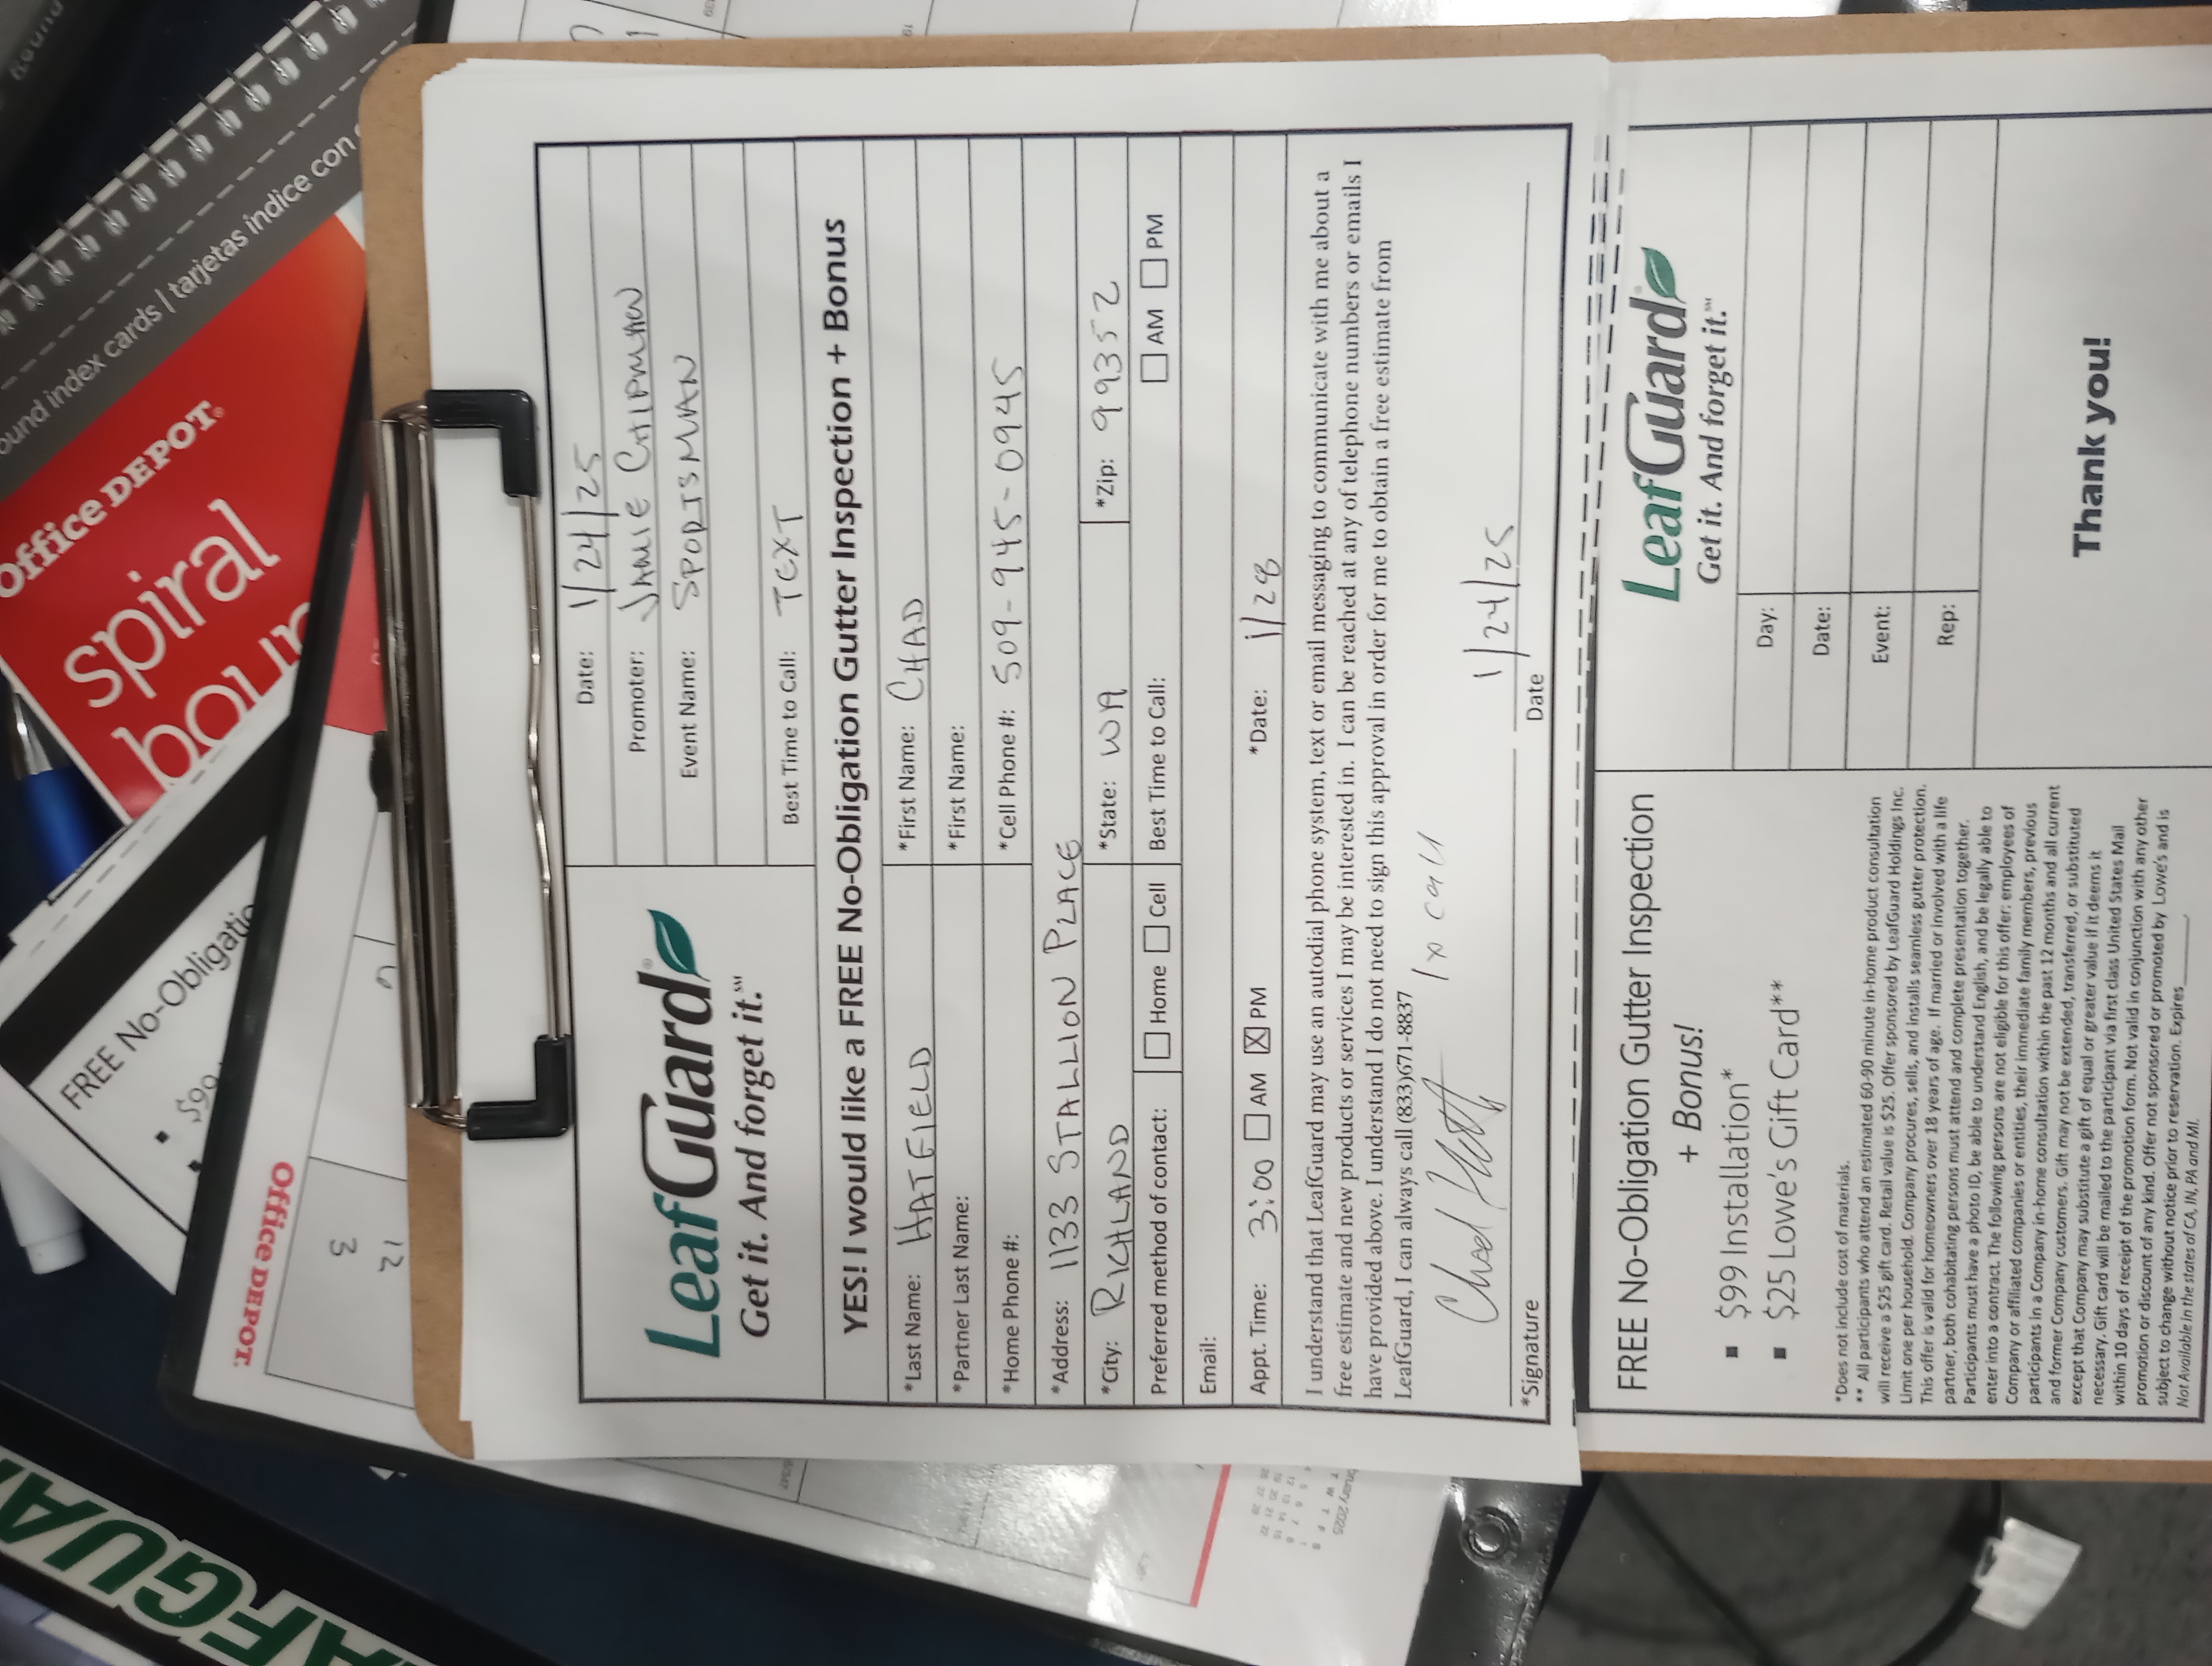 AFGUA
FREE No-Obligatio
$99
Office DEPOT.
spiral
boun
ound index cards | tarjetas indice con
Office DEPOT.
3
12
LeafGuard
Get it. And forget it.℠
Date: 1/24/25
Promoter: JAMIE CHIPMAN
Event Name: SPORTSMAN
Best Time to Call: TEXT
YES! I would like a FREE No-Obligation Gutter Inspection + Bonus
*Last Name: HATFIELD *First Name: CHAD
*Partner Last Name: *First Name:
*Home Phone #: *Cell Phone #: 509-945-0945
*Address: 1133 STALLION PLACE
*City: RICHLAND *State: WA *Zip: 99352
Preferred method of contact: Home Cell Best Time to Call: AM PM
Email:
Appt. Time: 3:00 AM X PM *Date: 1/28
I understand that LeafGuard may use an autodial phone system, text or email messaging to communicate with me about a
free estimate and new products or services I may be interested in. I can be reached at any of telephone numbers or emails I
have provided above. I understand I do not need to sign this approval in order for me to obtain a free estimate from
LeafGuard, I can always call (833)671-8837
1x call
Chad
1/24/25
*Signature Date
FREE No-Obligation Gutter Inspection
+ Bonus!
▪ $99 Installation*
▪ $25 Lowe's Gift Card**
*Does not include cost of materials.
** All participants who attend an estimated 60-90 minute in-home product consultation
will receive a $25 gift card. Retail value is $25. Offer sponsored by LeafGuard Holdings Inc.
Limit one per household. Company procures, sells, and installs seamless gutter protection.
This offer is valid for homeowners over 18 years of age. If married or involved with a life
partner, both cohabitating persons must attend and complete presentation together.
Participants must have a photo ID, be able to understand English, and be legally able to
enter into a contract. The following persons are not eligible for this offer: employees of
Company or affiliated companies or entities, their immediate family members, previous
participants in a Company in-home consultation within the past 12 months and all current
and former Company customers. Gift may not be extended, transferred, or substituted
except that Company may substitute a gift of equal or greater value if it deems it
necessary. Gift card will be mailed to the participant via first class United States Mail
within 10 days of receipt of the promotion form. Not valid in conjunction with any other
promotion or discount of any kind. Offer not sponsored or promoted by Lowe's and is
subject to change without notice prior to reservation. Expires
Not Available in the states of CA, IN, PA and MI.
LeafGuard
Get it. And forget it.℠
Day:
Date:
Event:
Rep:
Thank you!